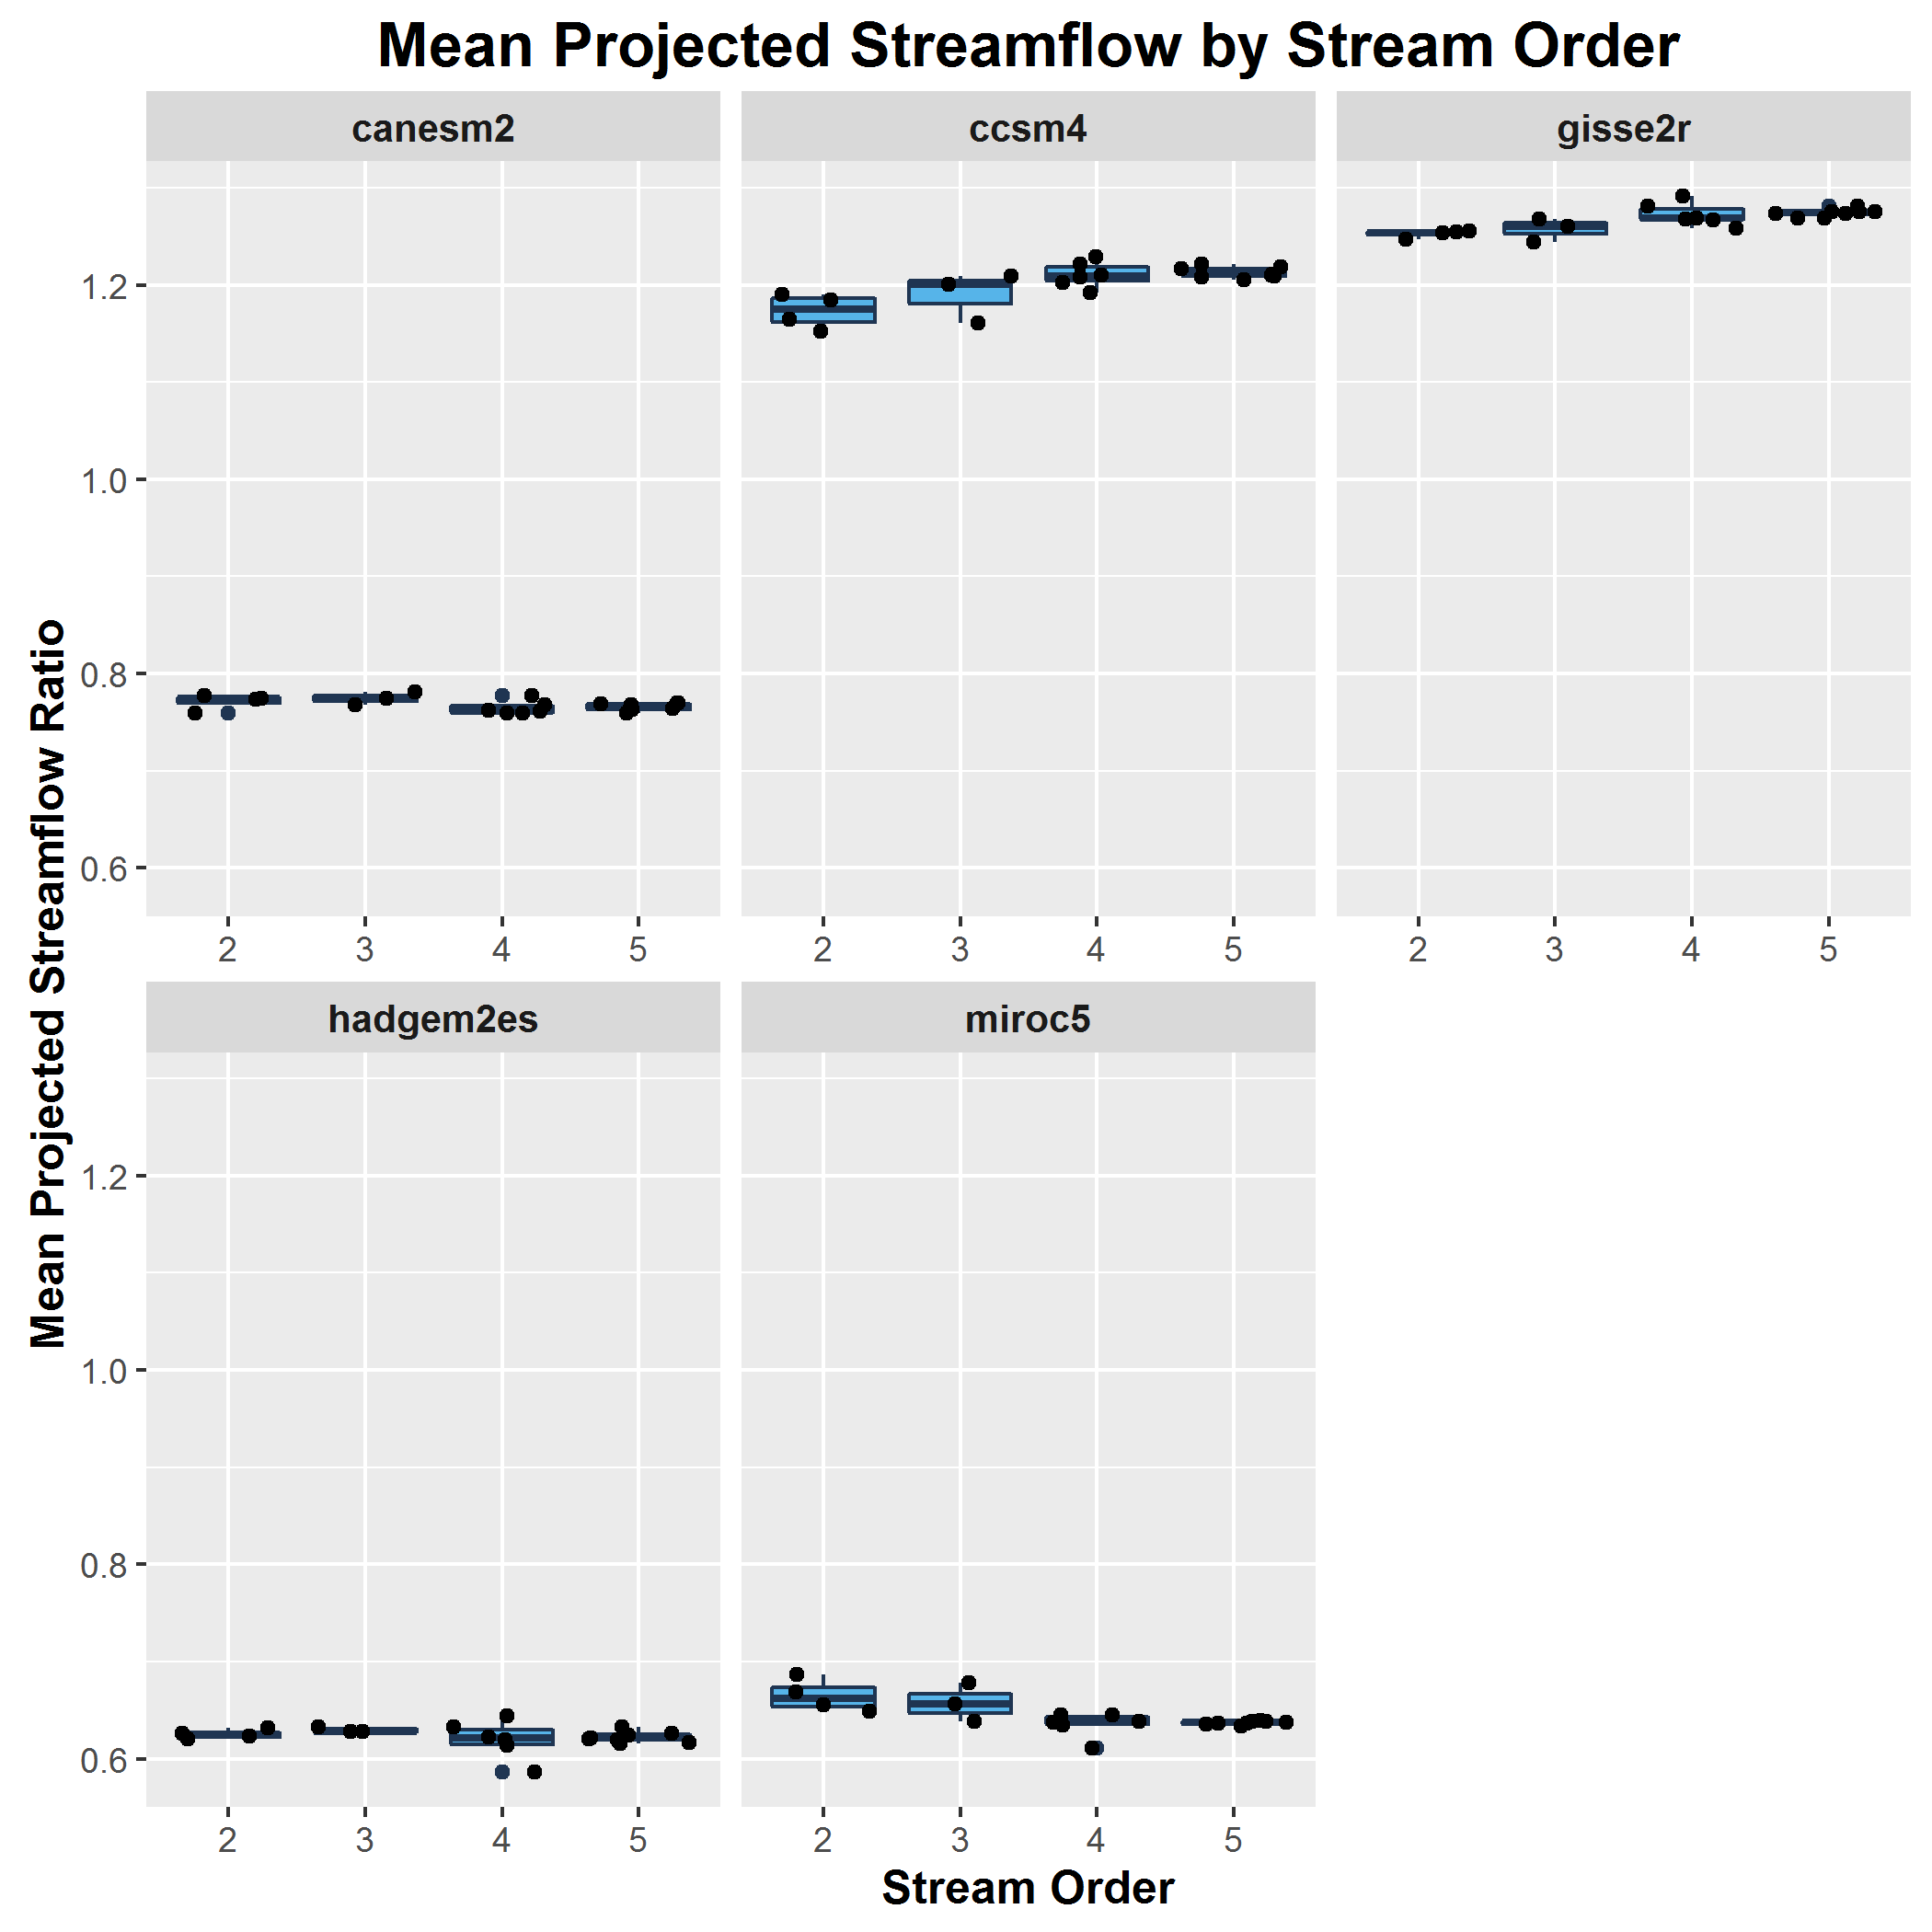 Mean Projected Streamflow by Stream Order
canesm2
ccsm4
gisse2r
Mean Projected Streamflow Ratio
1.2
1.0
0.8
0.6
2 3 4 5
2 3 4 5
2 3 4 5
hadgem2es
miroc5
1.2
1.0
0.8
0.6
2 3 4 5
2 3 4 5
Stream Order